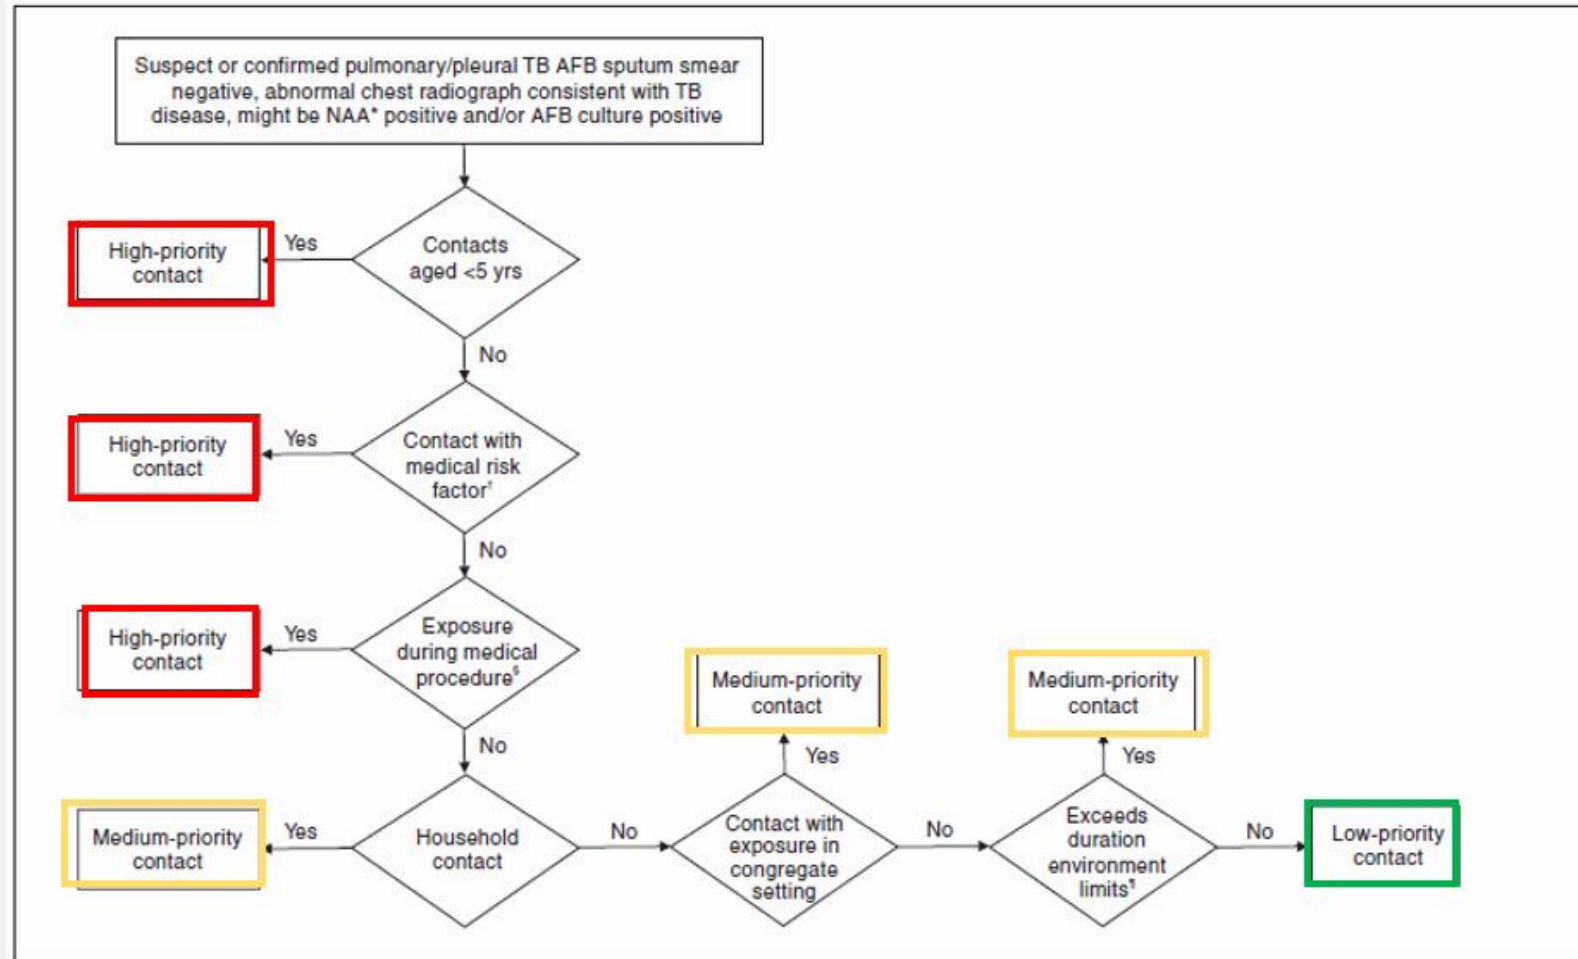 Suspect or confirmed pulmonary/pleural TB AFB sputum smear
negative, abnormal chest radiograph consistent with TB
disease, might be NAA* positive and/or AFB culture positive
High-priority
contact
Yes
Contacts
aged <5 yrs
No
High-priority
contact
Yes
Contact with
medical risk
factor†
No
High-priority
contact
Yes
Exposure
during medical
procedure§
No
Medium-priority
contact
Yes
Household
contact
No
Medium-priority
contact
Yes
Contact with
exposure in
congregate
setting
No
Medium-priority
contact
Yes
Exceeds
duration
environment
limits¶
No
Low-priority
contact